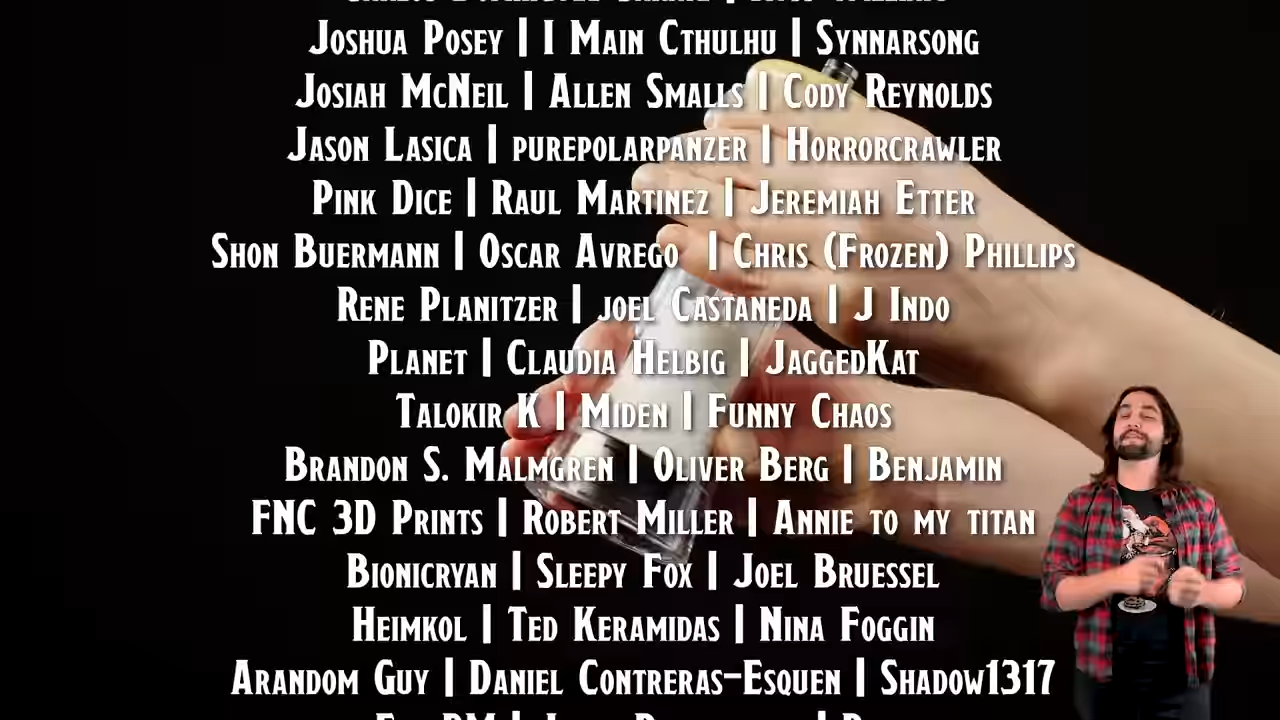 Joshua Posey | I Main Cthulhu | Synnarsong
Josiah McNeil | Allen Smalls | Cody Reynolds
Jason Lasica | purepolarpanzer | Horrorcrawler
Pink Dice | Raul Martinez | Jeremiah Etter
Shon Buermann | Oscar Avrego | Chris (Frozen) Phillips
Rene Planitzer | joel Castaneda | J Indo
Planet | Claudia Helbig | JaggedKat
Talokir K | Miden | Funny Chaos
Brandon S. Malmgren | Oliver Berg | Benjamin
FNC 3D Prints | Robert Miller | Annie to my titan
Bionicryan | Sleepy Fox | Joel Bruessel
Heimkol | Ted Keramidas | Nina Foggin
Arandom Guy | Daniel Contreras-Esquen | Shadow1317